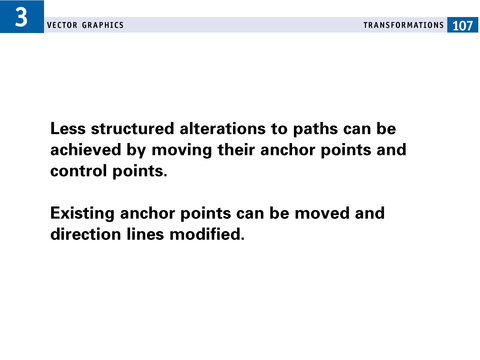 3
VECTOR GRAPHICS
TRANSFORMATIONS 107
Less structured alterations to paths can be
achieved by moving their anchor points and
control points.
Existing anchor points can be moved and
direction lines modified.